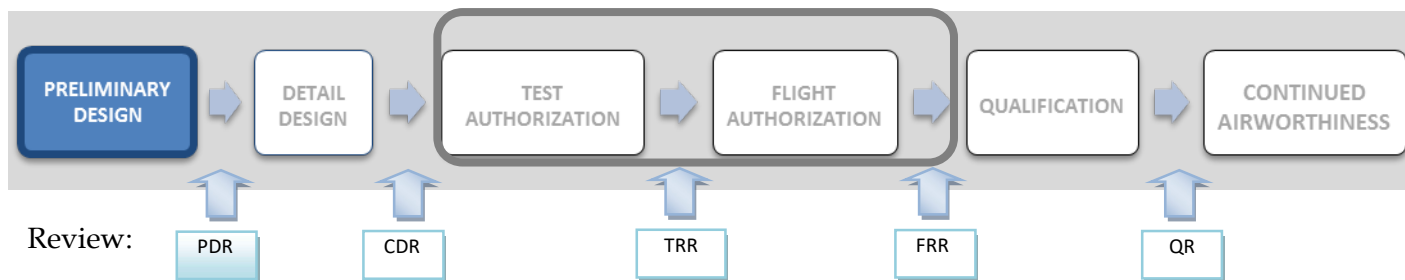 PRELIMINARY
DESIGN
DETAIL
DESIGN
TEST
AUTHORIZATION
FLIGHT
AUTHORIZATION
QUALIFICATION
CONTINUED
AIRWORTHINESS
Review:
PDR
CDR
TRR
FRR
QR